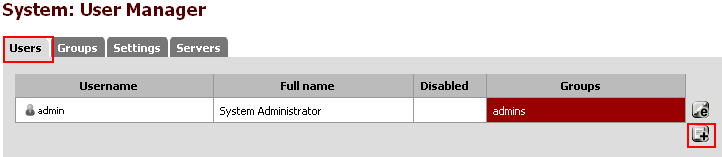 System: User Manager
Users Groups Settings Servers
Username Full name Disabled Groups
admin System Administrator admins
e